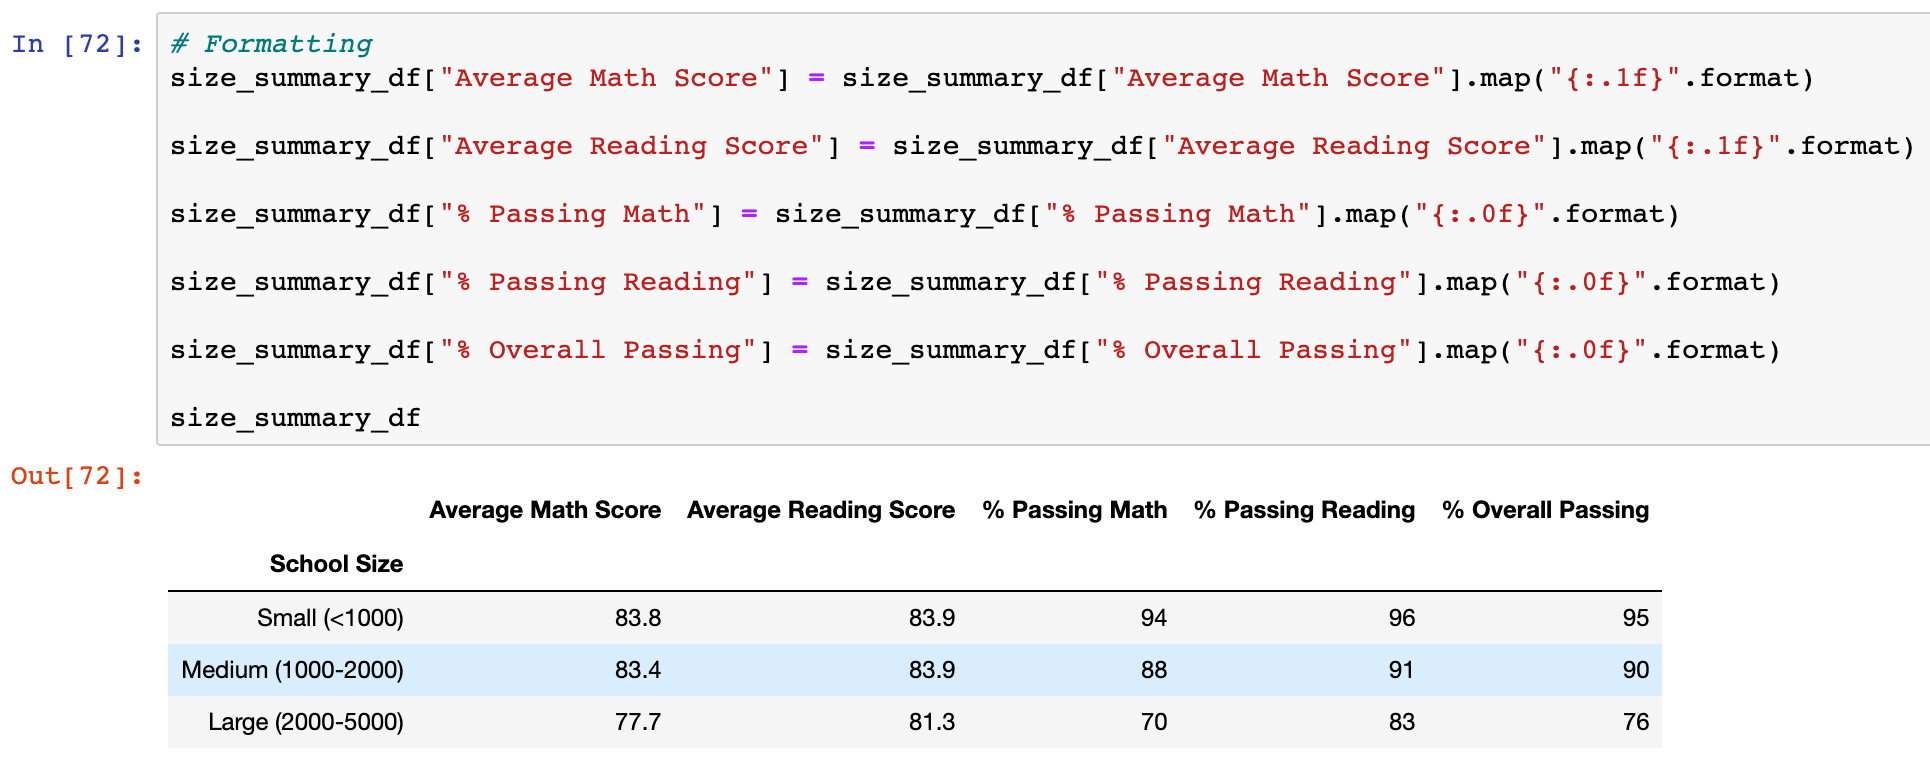 In [72]: # Formatting
size_summary_df["Average Math Score"] = size_summary_df["Average Math Score"].map("{:.1f}".format)
size_summary_df["Average Reading Score"] = size_summary_df["Average Reading Score"].map("{:.1f}".format)
size_summary_df["% Passing Math"] = size_summary_df["% Passing Math"].map("{:.0f}".format)
size_summary_df["% Passing Reading"] = size_summary_df["% Passing Reading"].map("{:.0f}".format)
size_summary_df["% Overall Passing"] = size_summary_df["% Overall Passing"].map("{:.0f}".format)
size_summary_df
Out[72]:
Average Math Score Average Reading Score % Passing Math % Passing Reading % Overall Passing
School Size
Small (<1000) 83.8 83.9 94 96 95
Medium (1000-2000) 83.4 83.9 88 91 90
Large (2000-5000) 77.7 81.3 70 83 76